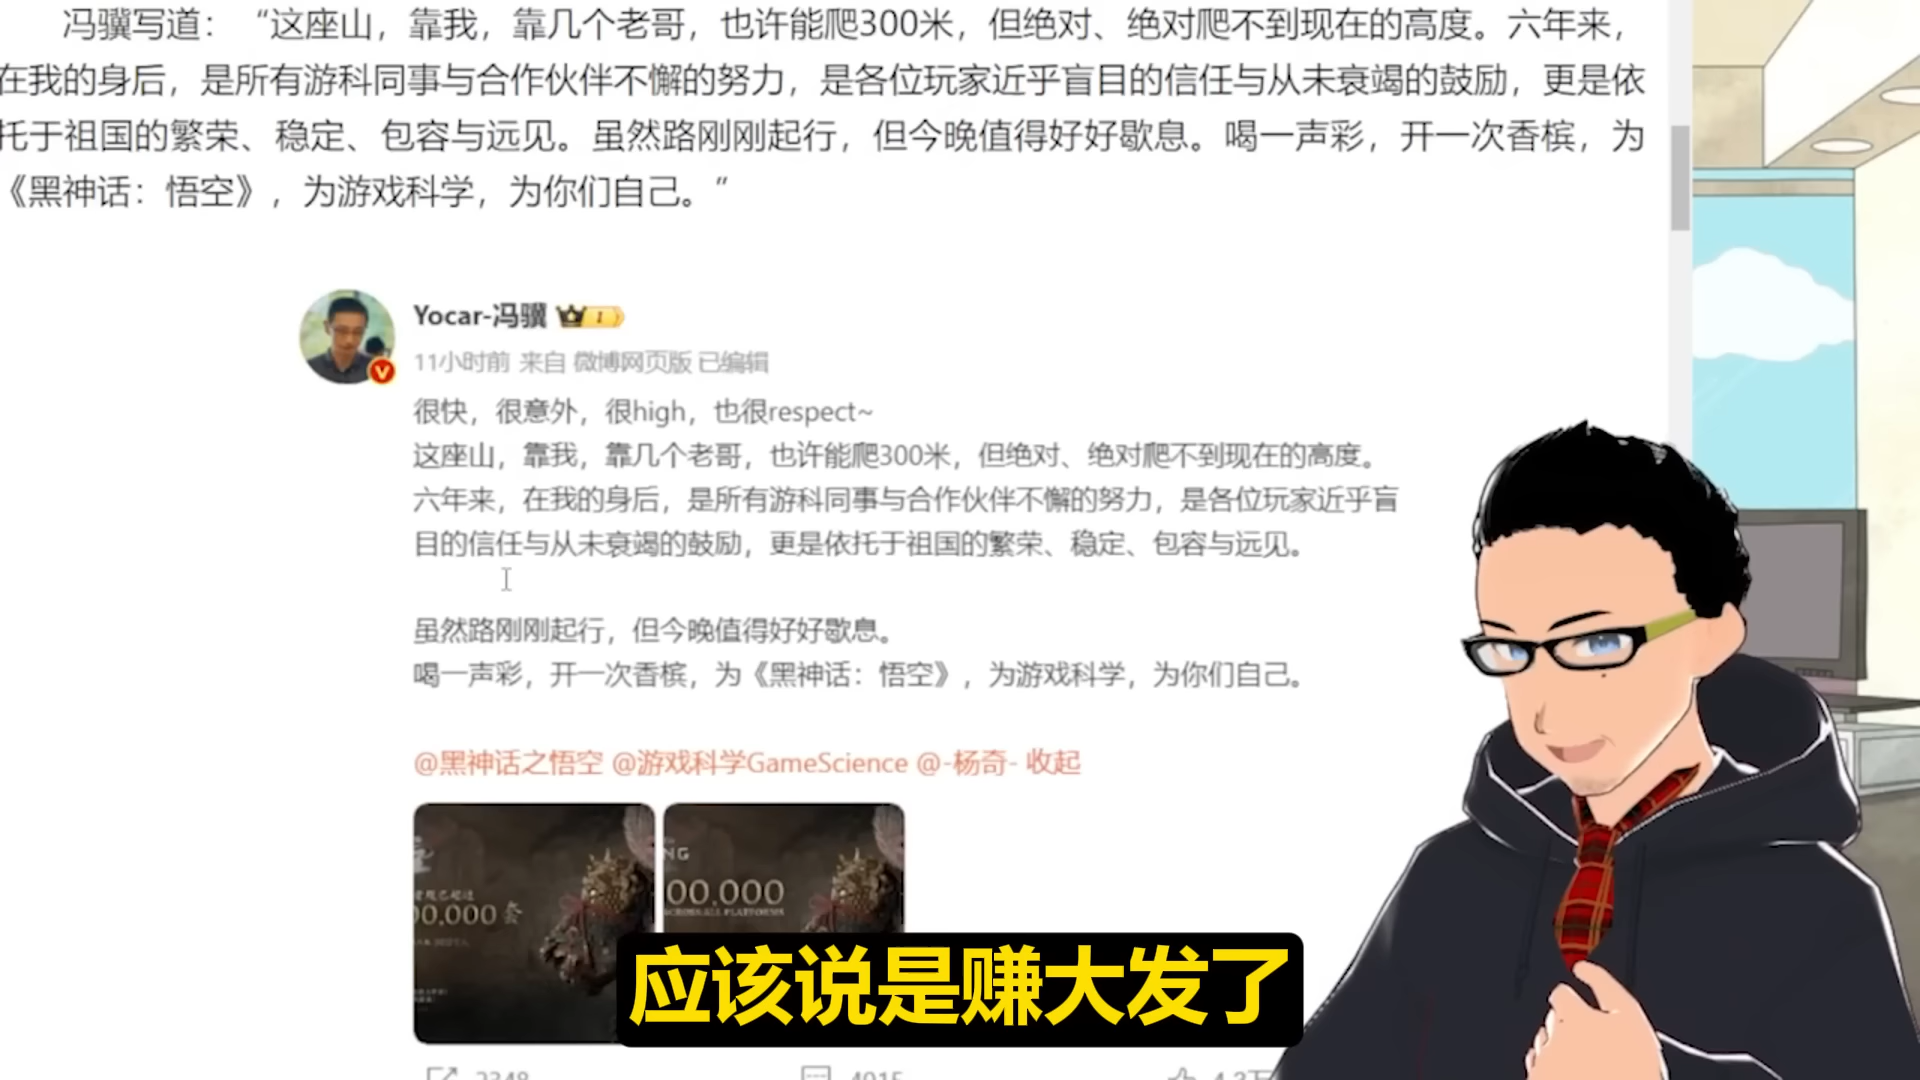 冯骥写道：“这座山，靠我，靠几个老哥，也许能爬300米，但绝对、绝对爬不到现在的高度。六年来，
在我的身后，是所有游科同事与合作伙伴不懈的努力，是各位玩家近乎盲目的信任与从未衰竭的鼓励，更是依
托于祖国的繁荣、稳定、包容与远见。虽然路刚刚起行，但今晚值得好好歇息。喝一声彩，开一次香槟，为
《黑神话：悟空》，为游戏科学，为你们自己。”
Yocar-冯骥 1
11小时前 来自 微博网页版 已编辑
很快，很意外，很high，也很respect~
这座山，靠我，靠几个老哥，也许能爬300米，但绝对、绝对爬不到现在的高度。
六年来，在我的身后，是所有游科同事与合作伙伴不懈的努力，是各位玩家近乎盲
目的信任与从未衰竭的鼓励，更是依托于祖国的繁荣、稳定、包容与远见。
虽然路刚刚起行，但今晚值得好好歇息。
喝一声彩，开一次香槟，为《黑神话：悟空》，为游戏科学，为你们自己。
@黑神话之悟空 @游戏科学GameScience @-杨奇- 收起
00,000 套
NG
00,000
ACROSS ALL PLATFORMS
应该说是赚大发了